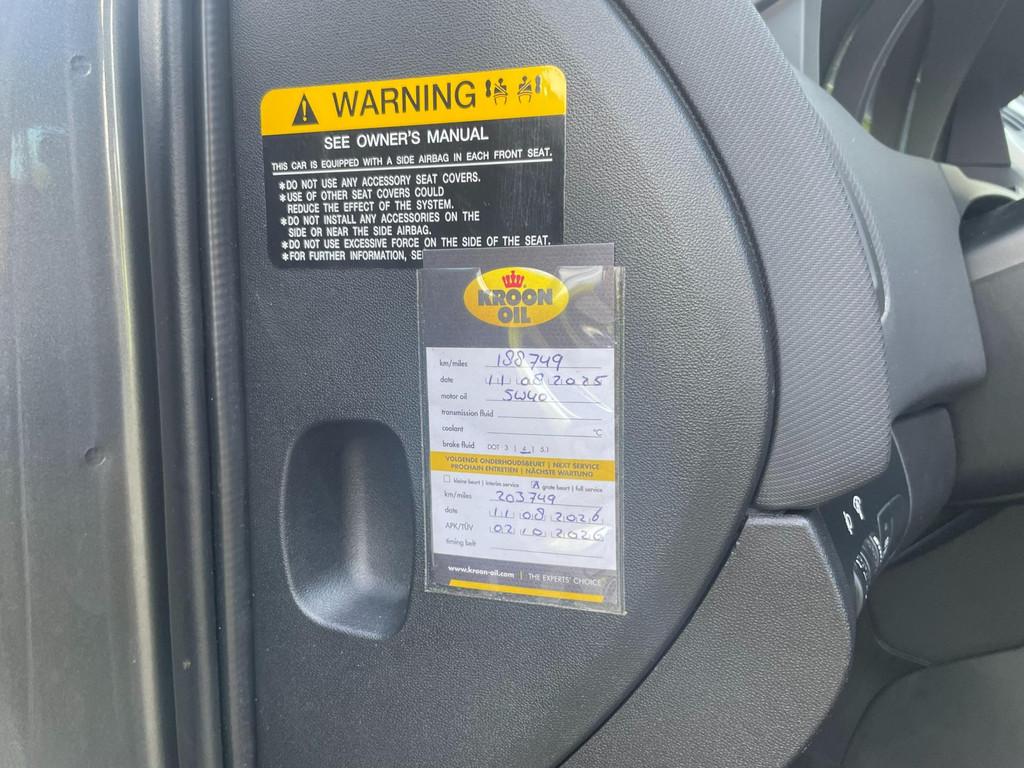 WARNING
SEE OWNER'S MANUAL
THIS CAR IS EQUIPPED WITH A SIDE AIRBAG IN EACH FRONT SEAT.
*DO NOT USE ANY ACCESSORY SEAT COVERS.
*USE OF OTHER SEAT COVERS COULD
REDUCE THE EFFECT OF THE SYSTEM.
*DO NOT INSTALL ANY ACCESSORIES ON THE
SIDE OR NEAR THE SIDE AIRBAG.
*DO NOT USE EXCESSIVE FORCE ON THE SIDE OF THE SEAT.
*FOR FURTHER INFORMATION,
KROON
OIL
km/miles 188749
date 11 08 2025
motor oil 5W40
transmission fluid
coolant °C
brake fluid DOT 3 | 4 | 5.1
VOLGENDE ONDERHOUDSBEURT | NEXT SERVICE
PROCHAIN ENTRETIEN | NÄCHSTE WARTUNG
kleine beurt | interim service grote beurt | full service
km/miles 203749
date 11 08 2026
APK/TÜV 02 10 2026
timing belt
www.kroon-oil.com | THE EXPERTS' CHOICE